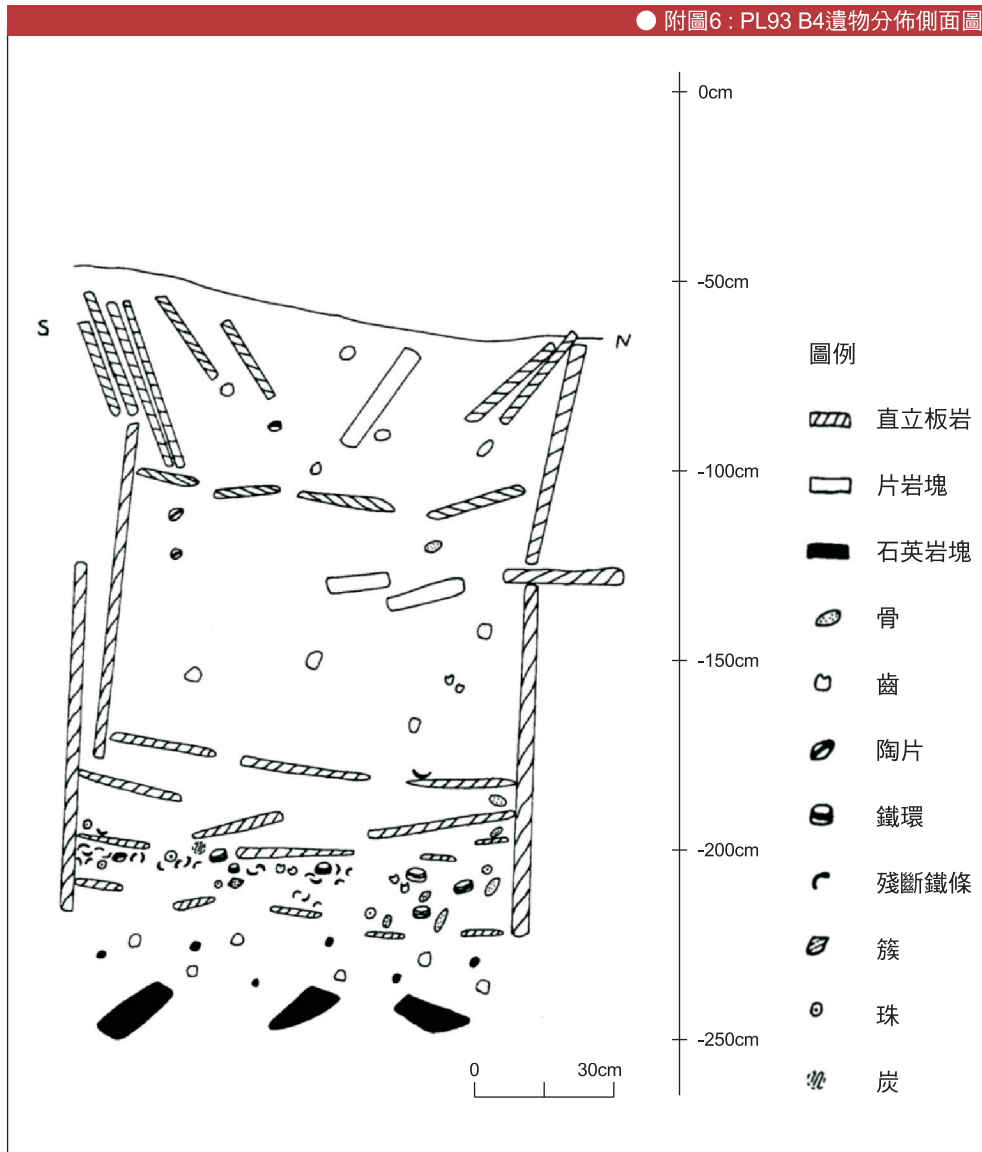 ● 附圖6 : PL93 B4遺物分佈側面圖
0cm
-50cm
S
N
圖例
直立板岩
-100cm
片岩塊
石英岩塊
骨
-150cm
齒
陶片
鐵環
-200cm
殘斷鐵條
簇
珠
-250cm
0 30cm
炭